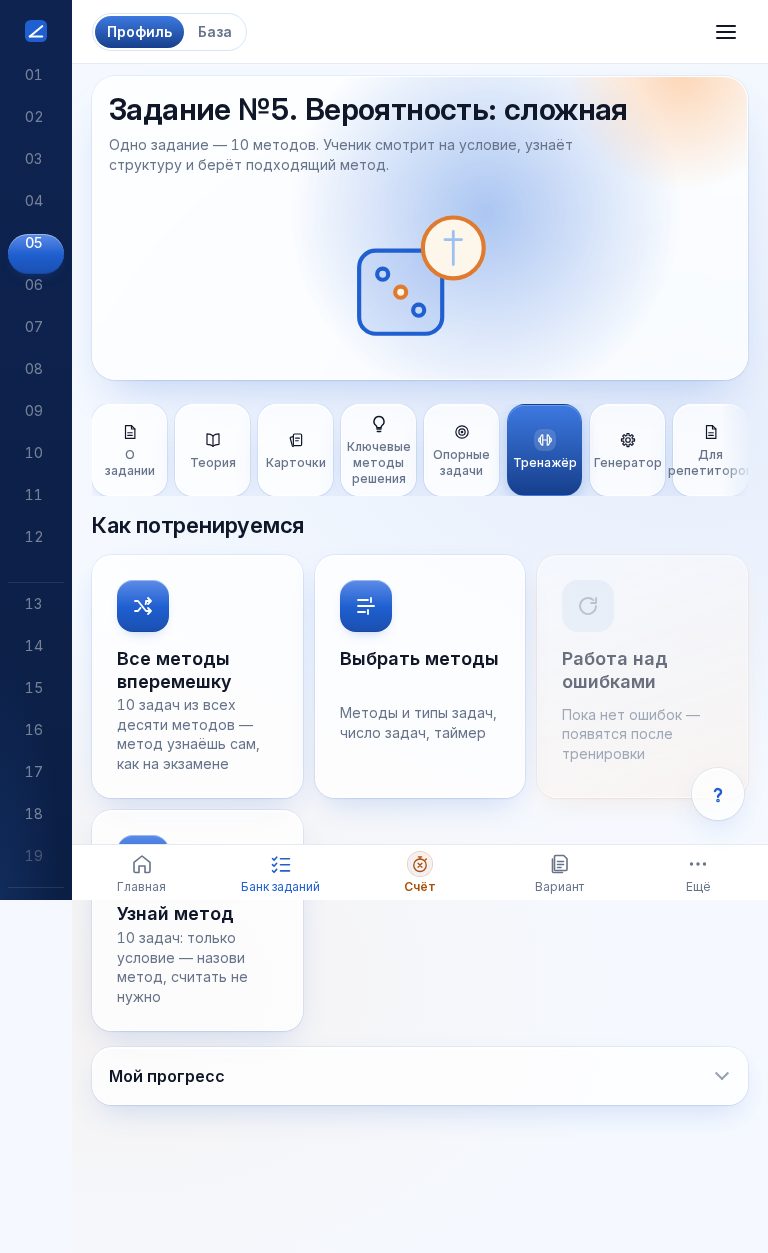 Профиль
База
01
02
03
04
05
06
07
08
09
10
11
12
13
14
15
16
17
18
19
Задание №5. Вероятность: сложная
Одно задание — 10 методов. Ученик смотрит на условие, узнаёт
структуру и берёт подходящий метод.
О
задании
Теория
Карточки
Ключевые
методы
решения
Опорные
задачи
Тренажёр
Генератор
Для
репетиторов
Как потренируемся
Все методы
вперемешку
10 задач из всех
десяти методов —
метод узнаёшь сам,
как на экзамене
Выбрать методы
Методы и типы задач,
число задач, таймер
Работа над
ошибками
Пока нет ошибок —
появятся после
тренировки
?
Главная
Банк заданий
Счёт
Вариант
Ещё
Узнай метод
10 задач: только
условие — назови
метод, считать не
нужно
Мой прогресс